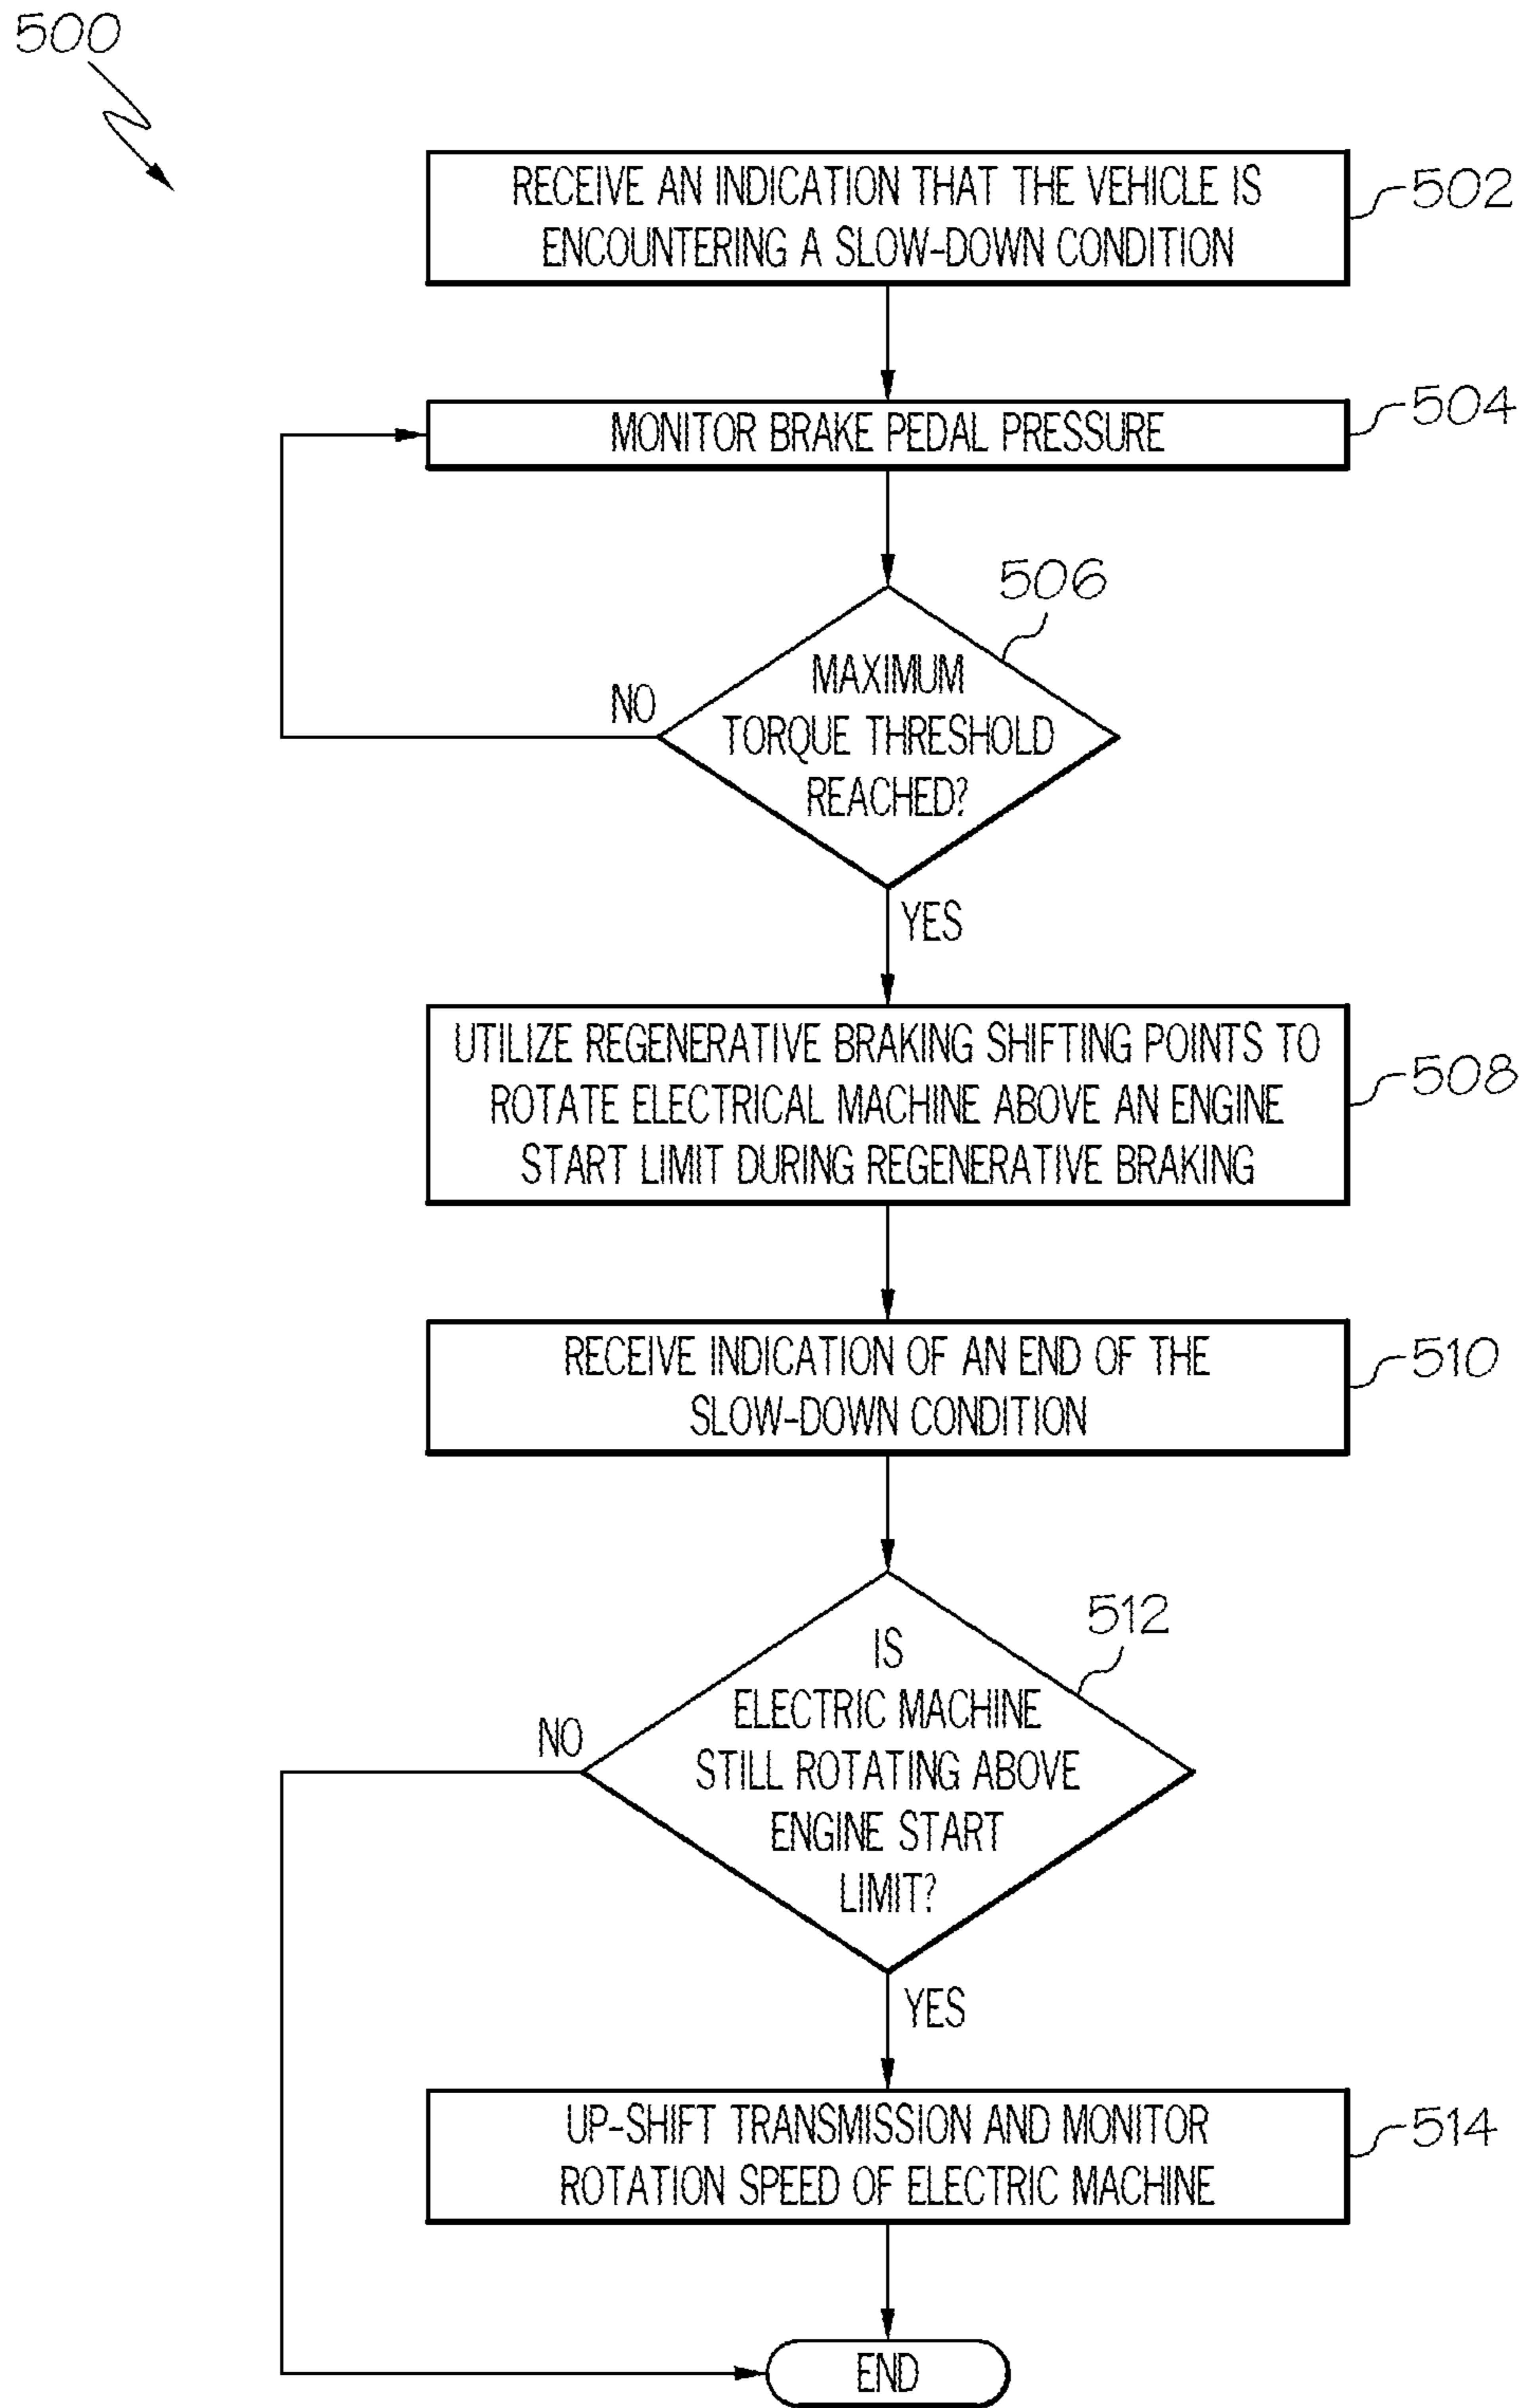 500
RECEIVE AN INDICATION THAT THE VEHICLE IS
ENCOUNTERING A SLOW-DOWN CONDITION
502
MONITOR BRAKE PEDAL PRESSURE
504
506
MAXIMUM
TORQUE THRESHOLD
REACHED?
NO
YES
UTILIZE REGENERATIVE BRAKING SHIFTING POINTS TO
ROTATE ELECTRICAL MACHINE ABOVE AN ENGINE
START LIMIT DURING REGENERATIVE BRAKING
508
RECEIVE INDICATION OF AN END OF THE
SLOW-DOWN CONDITION
510
512
IS
ELECTRIC MACHINE
STILL ROTATING ABOVE
ENGINE START
LIMIT?
NO
YES
UP-SHIFT TRANSMISSION AND MONITOR
ROTATION SPEED OF ELECTRIC MACHINE
514
END